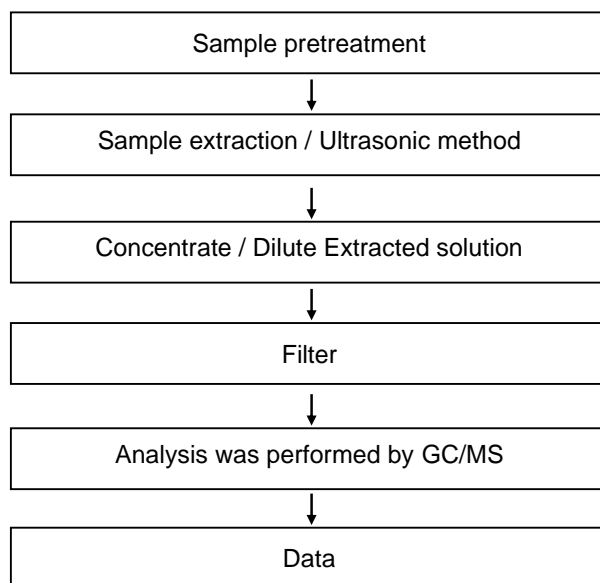 Sample pretreatment
Sample extraction / Ultrasonic method
Concentrate / Dilute Extracted solution
Filter
Analysis was performed by GC/MS
Data